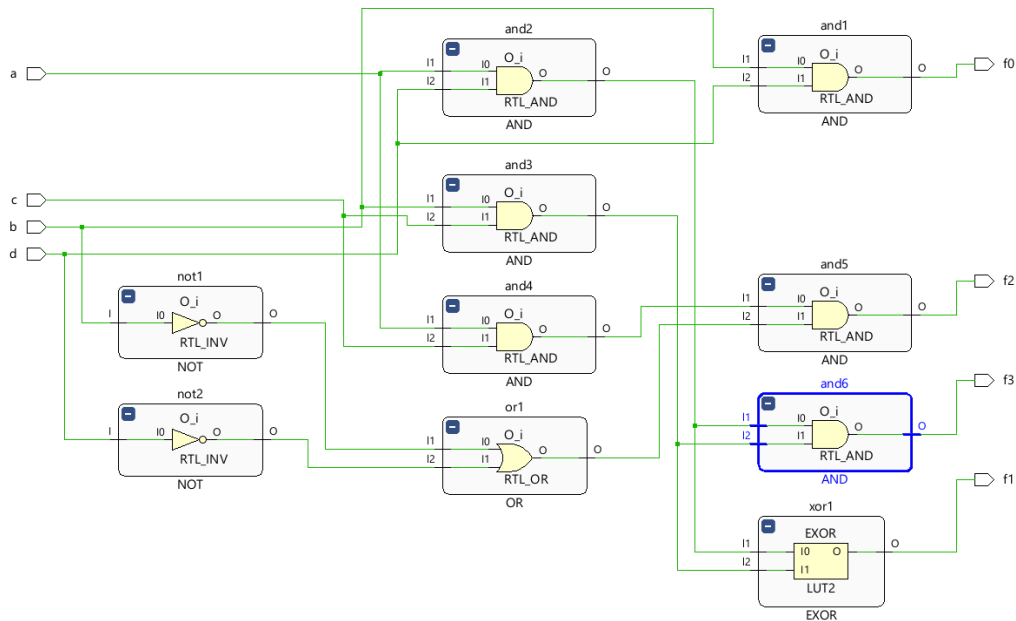 and2
I1
I2
I0
I1
O_i
O
RTL_AND
O
AND
and1
I1
I2
I0
I1
O_i
O
RTL_AND
O
AND
f0
a
and3
I1
I2
I0
I1
O_i
O
RTL_AND
O
AND
c
b
d
not1
I
I0
O_i
O
RTL_INV
O
NOT
and4
I1
I2
I0
I1
O_i
O
RTL_AND
O
AND
and5
I1
I2
I0
I1
O_i
O
RTL_AND
O
AND
f2
not2
I
I0
O_i
O
RTL_INV
O
NOT
or1
I1
I2
I0
I1
O_i
O
RTL_OR
O
OR
and6
I1
I2
I0
I1
O_i
O
RTL_AND
O
AND
f3
xor1
EXOR
I1
I2
I0
I1
O
LUT2
O
EXOR
f1